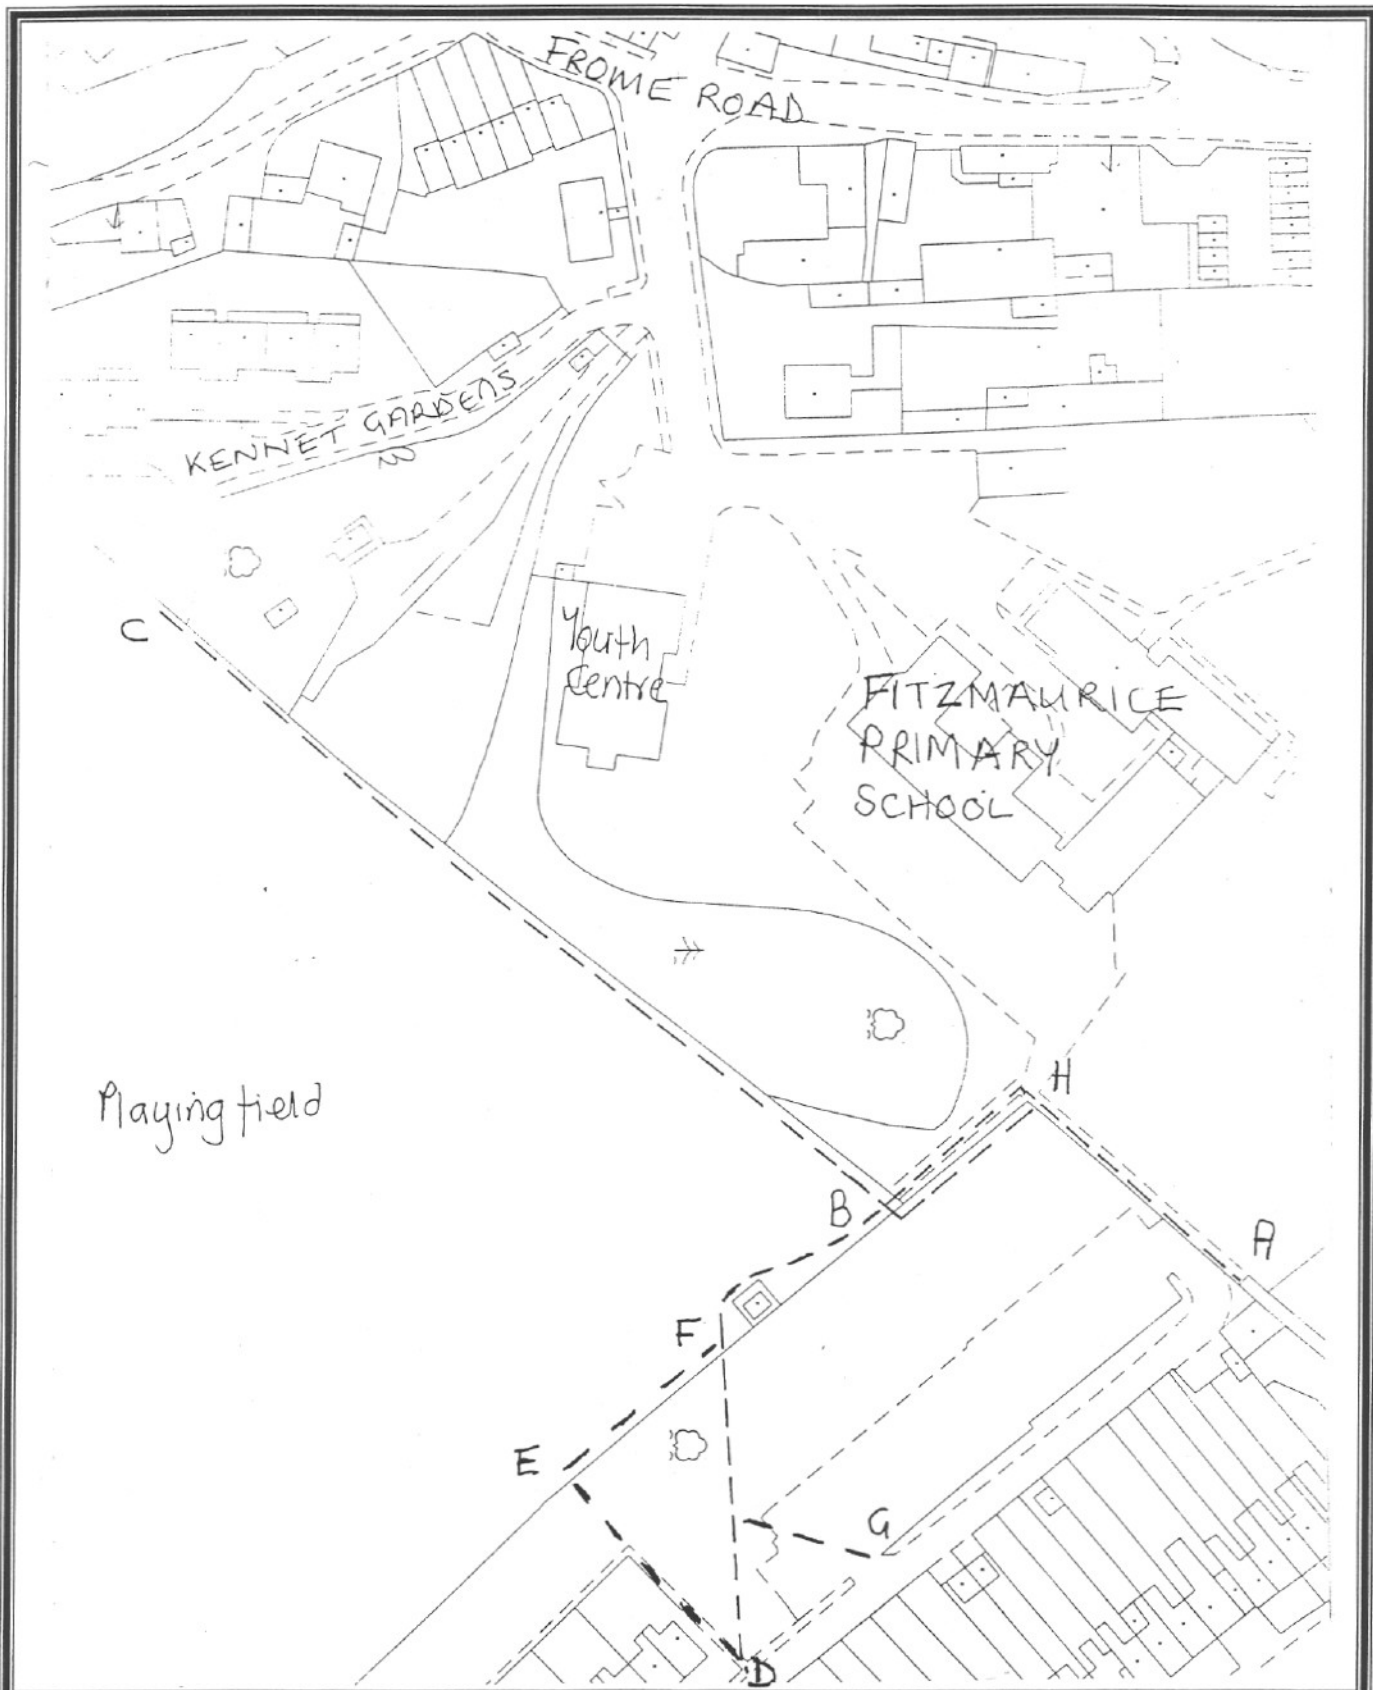 FROME ROAD
KENNET GARDENS
C
Youth
Centre
FITZMAURICE
PRIMARY
SCHOOL
Playing field
H
B
A
F
E
G
D